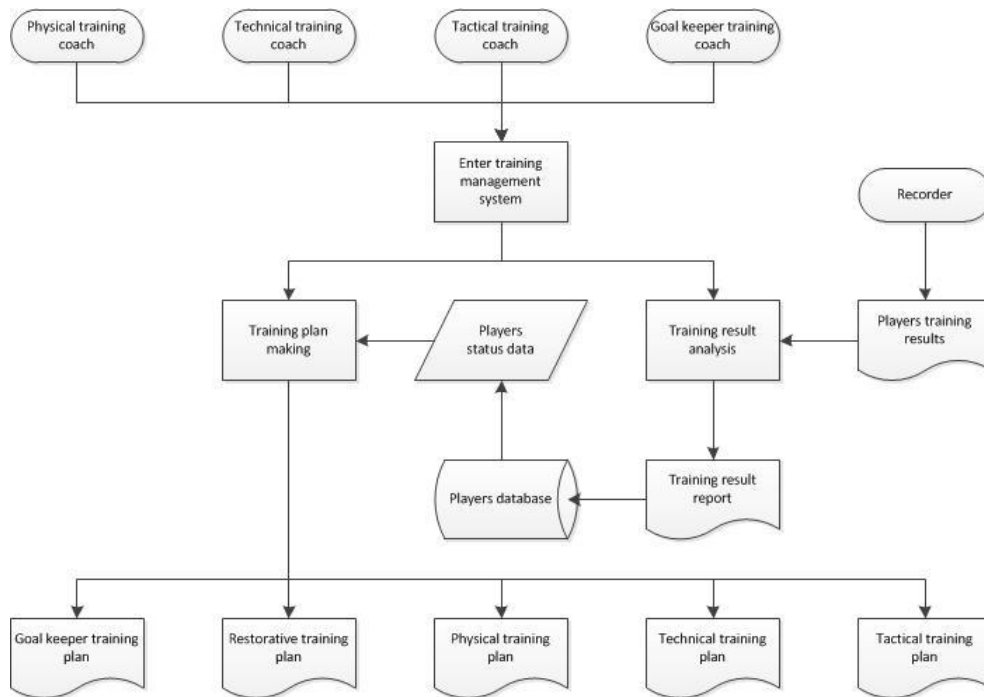 Physical training
coach
Technical training
coach
Tactical training
coach
Goal keeper training
coach
Enter training
management
system
Recorder
Training plan
making
Players
status data
Training result
analysis
Players training
results
Players database
Training result
report
Goal keeper training
plan
Restorative training
plan
Physical training
plan
Technical training
plan
Tactical training
plan